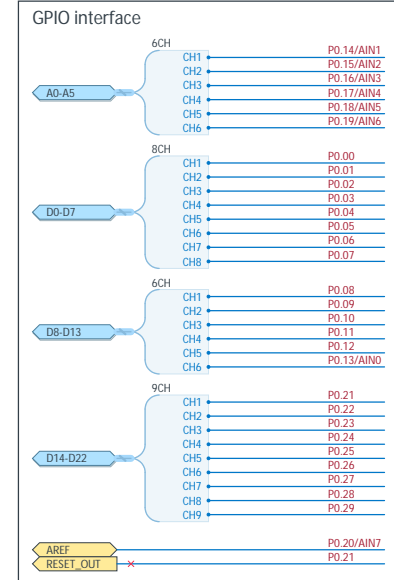 GPIO interface
6CH
CH1 P0.14/AIN1
CH2 P0.15/AIN2
CH3 P0.16/AIN3
A0-A5
CH4 P0.17/AIN4
CH5 P0.18/AIN5
CH6 P0.19/AIN6
8CH
CH1 P0.00
CH2 P0.01
CH3 P0.02
CH4 P0.03
D0-D7
CH5 P0.04
CH6 P0.05
CH7 P0.06
CH8 P0.07
6CH
CH1 P0.08
CH2 P0.09
CH3 P0.10
D8-D13
CH4 P0.11
CH5 P0.12
CH6 P0.13/AIN0
9CH
CH1 P0.21
CH2 P0.22
CH3 P0.23
CH4 P0.24
D14-D22 CH5 P0.25
CH6 P0.26
CH7 P0.27
CH8 P0.28
CH9 P0.29
AREF P0.20/AIN7
RESET_OUT P0.21